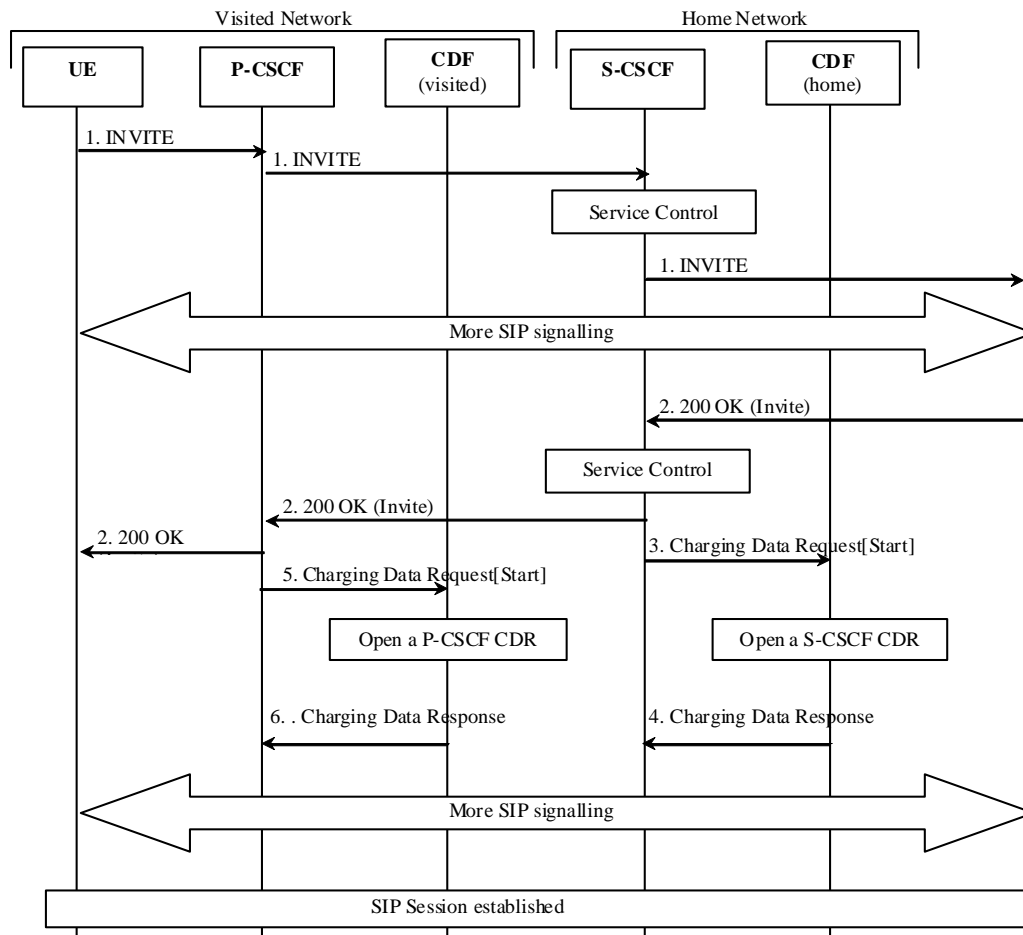 Visited Network
Home Network
UE
P-CSCF
CDF
(visited)
S-CSCF
CDF
(home)
1. INVITE
1. INVITE
Service Control
1. INVITE
More SIP signalling
2. 200 OK (Invite)
Service Control
2. 200 OK (Invite)
2. 200 OK
3. Charging Data Request[Start]
5. Charging Data Request[Start]
Open a P-CSCF CDR
Open a S-CSCF CDR
6. . Charging Data Response
4. Charging Data Response
More SIP signalling
SIP Session established